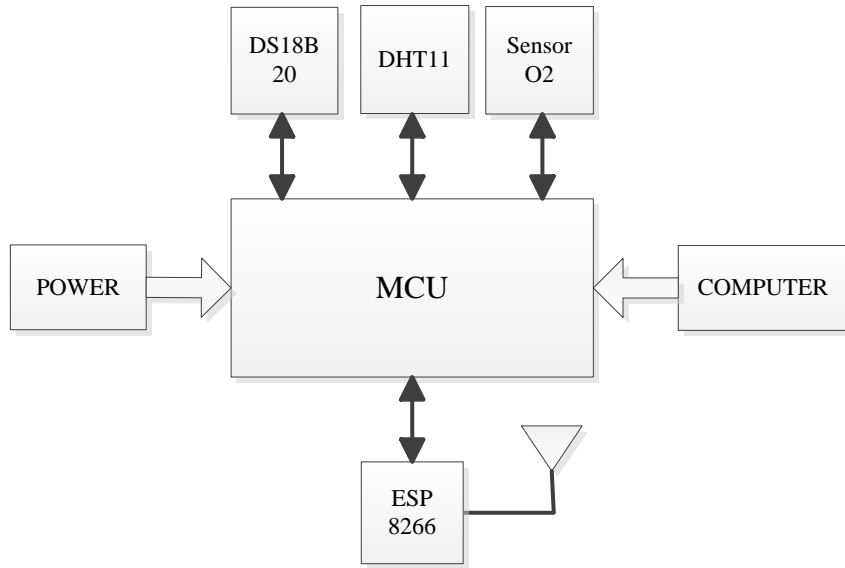 DS18B
20
DHT11
Sensor
O2
POWER
MCU
COMPUTER
ESP
8266